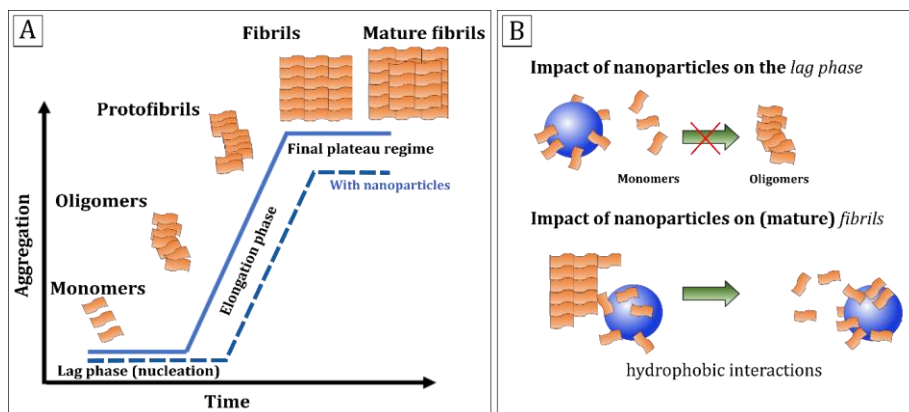 A
Fibrils
Mature fibrils
Protofibrils
Oligomers
Monomers
Final plateau regime
With nanoparticles
Elongation phase
Lag phase (nucleation)
Aggregation
Time
B
Impact of nanoparticles on the lag phase
Monomers
Oligomers
Impact of nanoparticles on (mature) fibrils
hydrophobic interactions